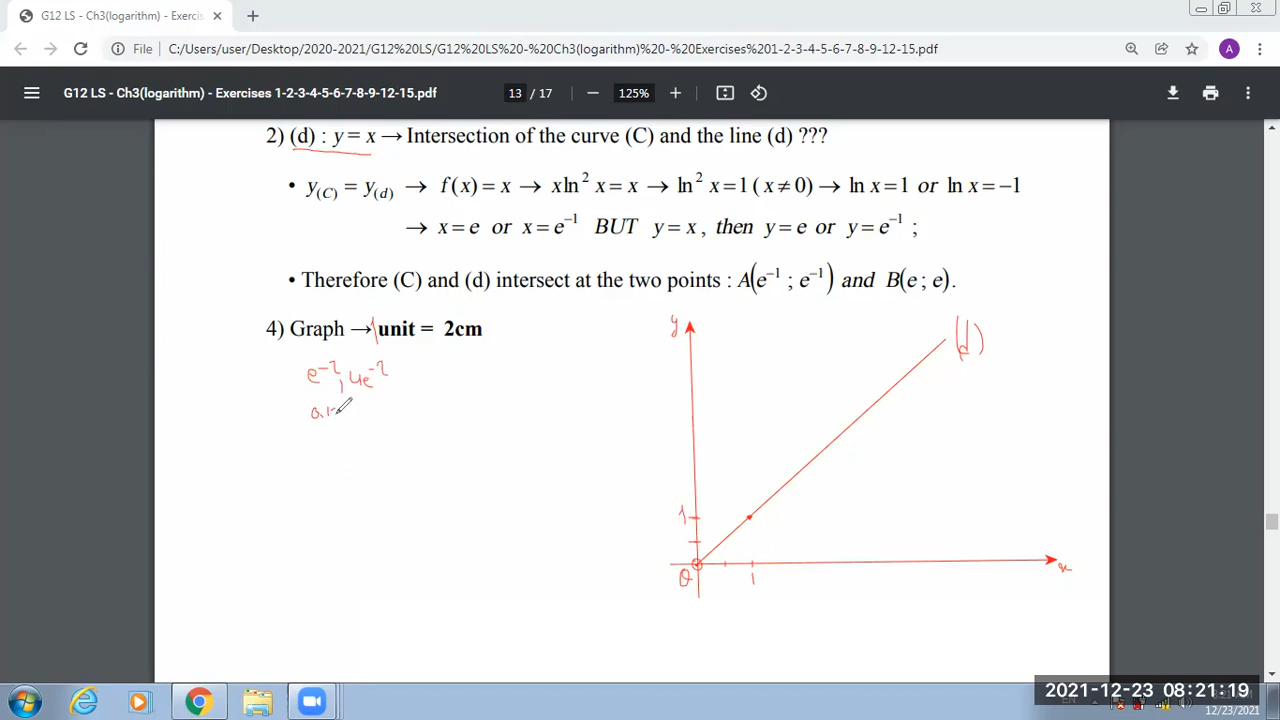 G12 LS - Ch3(logarithm) - Exercis
File C:/Users/user/Desktop/2020-2021/G12%20LS/G12%20LS%20-%20Ch3(logarithm)%20-%20Exercises%201-2-3-4-5-6-7-8-9-12-15.pdf A
G12 LS - Ch3(logarithm) - Exercises 1-2-3-4-5-6-7-8-9-12-15.pdf 13 / 17 125%
2) (d) : y = x → Intersection of the curve (C) and the line (d) ???
• y(C) = y(d) → f(x) = x → x ln² x = x → ln² x = 1 ( x ≠ 0) → ln x = 1 or ln x = −1
→ x = e or x = e⁻¹ BUT y = x , then y = e or y = e⁻¹ ;
• Therefore (C) and (d) intersect at the two points : A(e⁻¹ ; e⁻¹) and B(e ; e).
4) Graph → 1 unit = 2cm
y
(d)
e⁻² , 4e⁻²
0,1
1
O 1 x
2021-12-23 08:21:19
12/23/2021